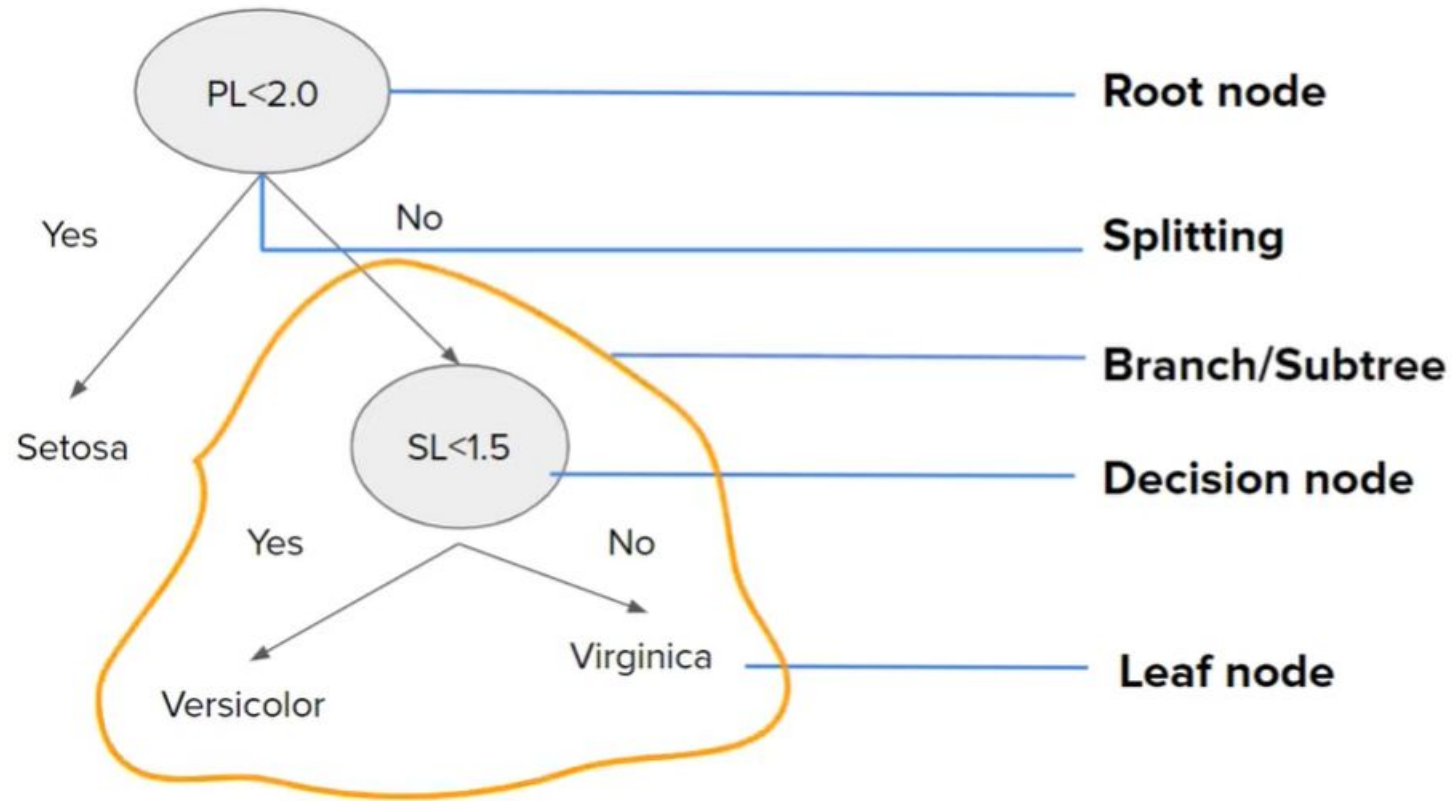 PL<2.0
Root node
Yes
No
Splitting
Branch/Subtree
Setosa
SL<1.5
Decision node
Yes
No
Virginica
Leaf node
Versicolor